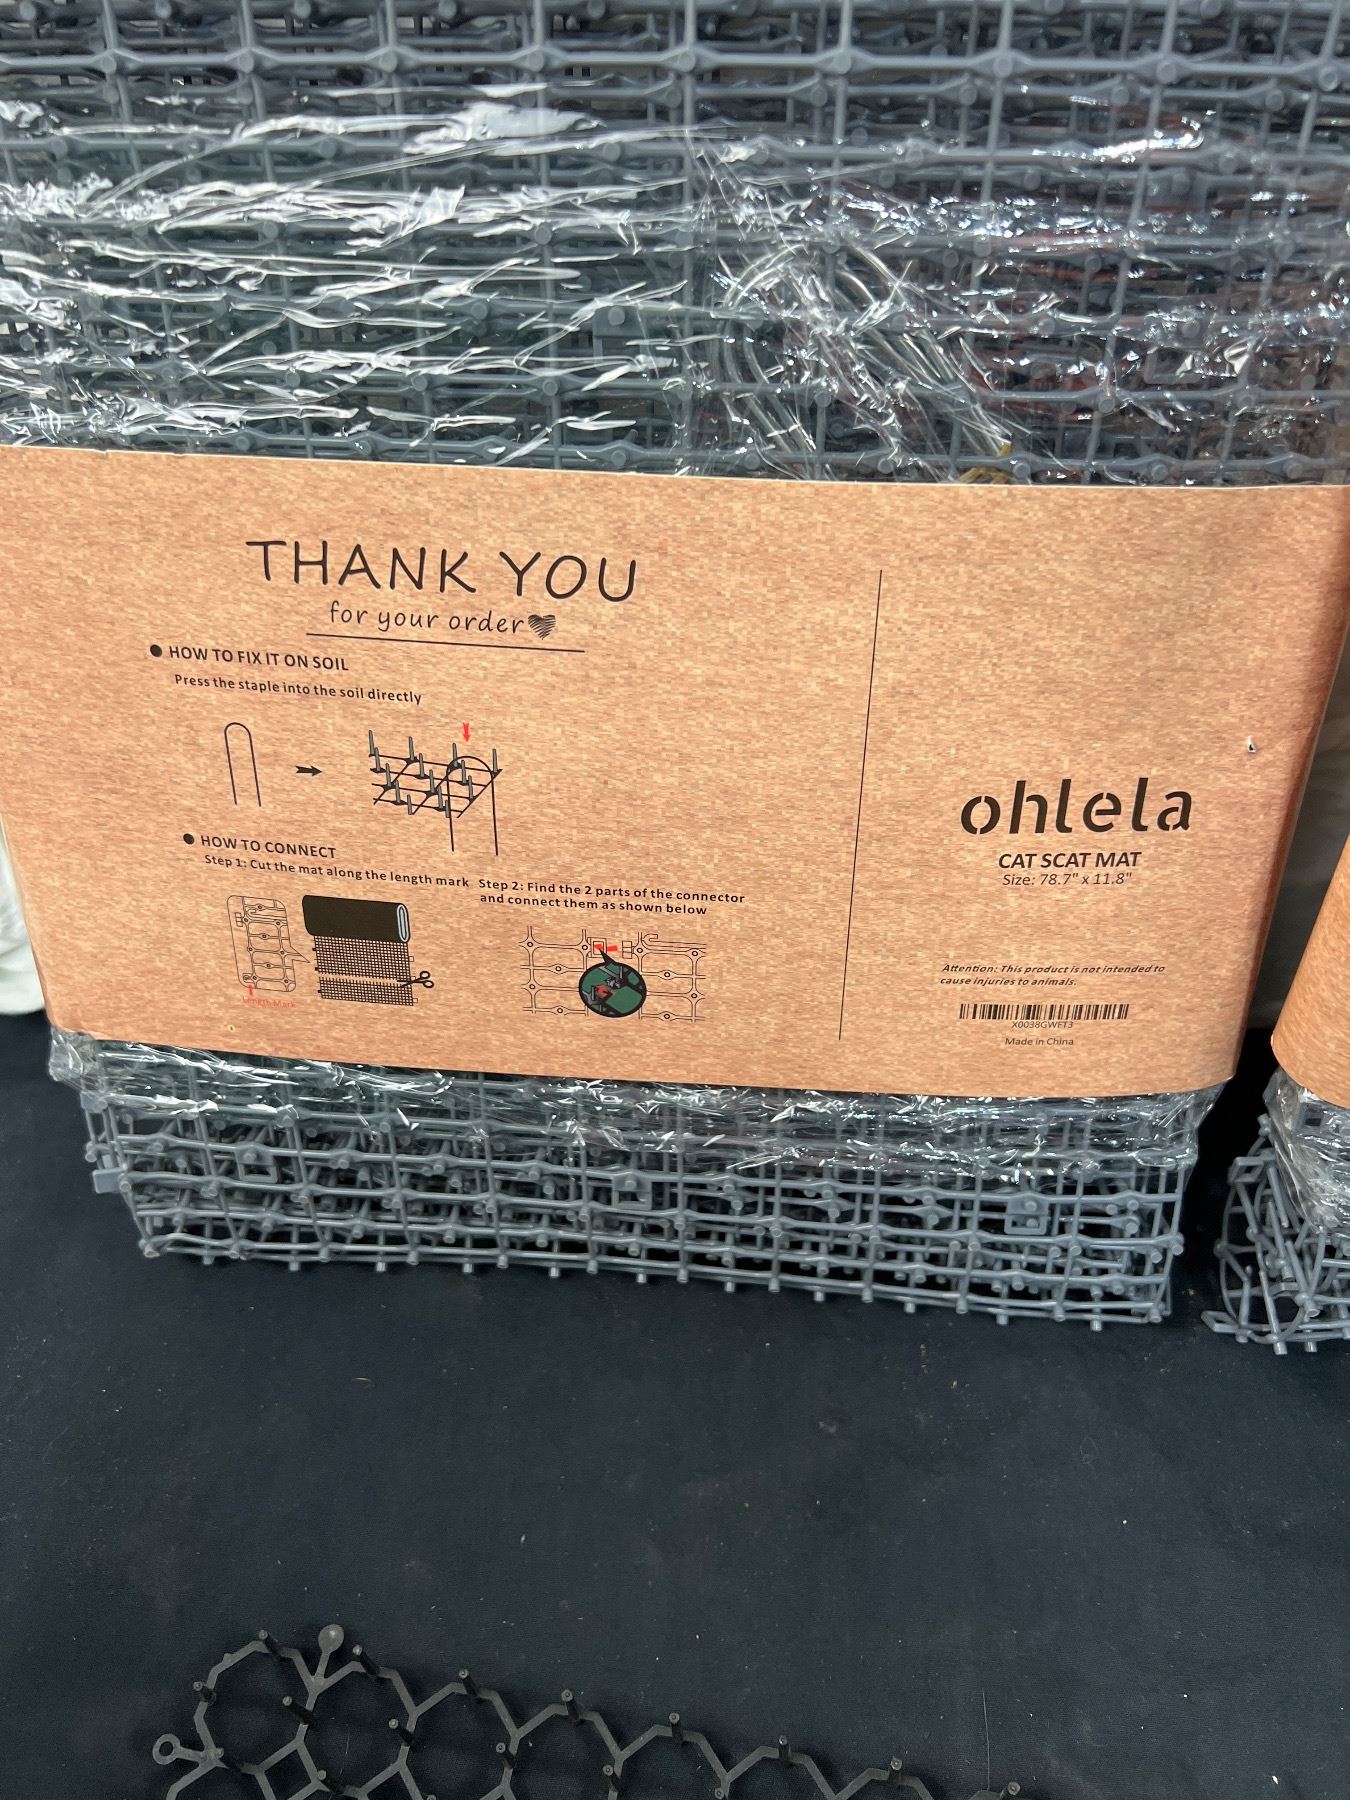 THANK YOU
for your order
● HOW TO FIX IT ON SOIL
Press the staple into the soil directly
● HOW TO CONNECT
Step 1: Cut the mat along the length mark
Step 2: Find the 2 parts of the connector
and connect them as shown below
Length Mark
ohlela
CAT SCAT MAT
Size: 78.7" x 11.8"
Attention: This product is not intended to
cause injuries to animals.
X0038GWFT3
Made in China